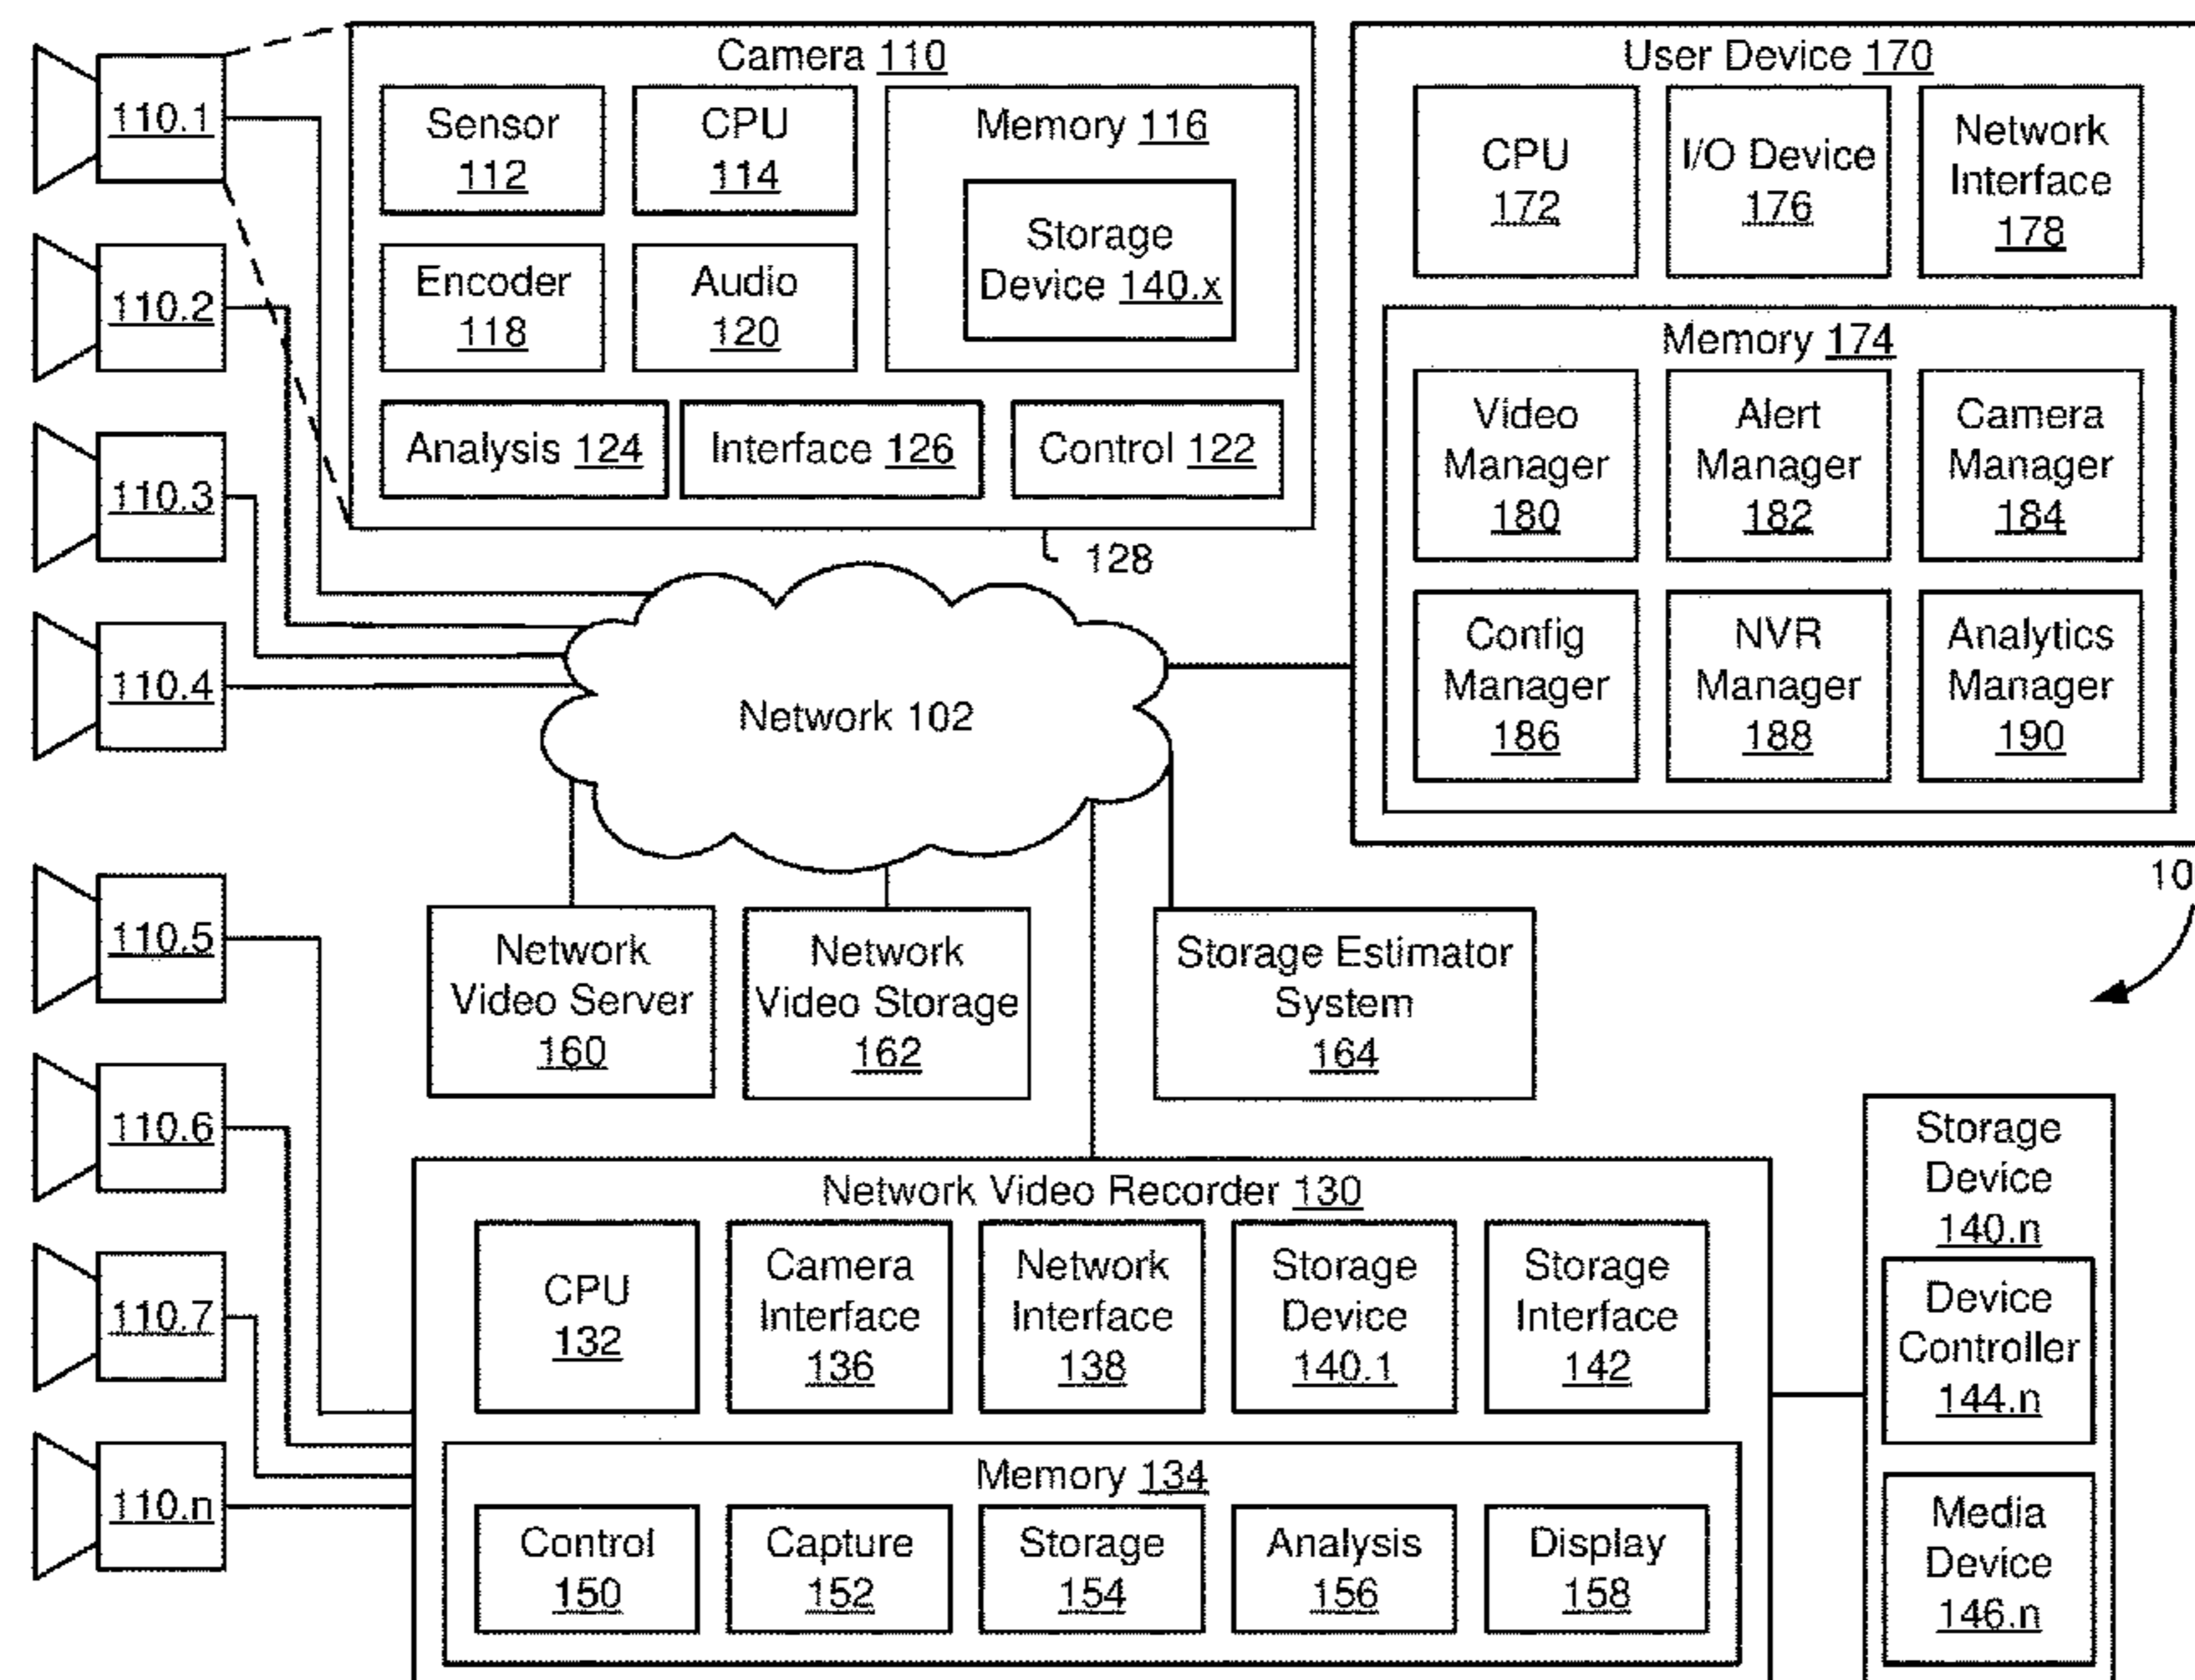 110.1
110.2
110.3
110.4
Camera 110
Sensor
112
CPU
114
Memory 116
Storage
Device 140.x
Encoder
118
Audio
120
Analysis 124
Interface 126
Control 122
128
User Device 170
CPU
172
I/O Device
176
Network
Interface
178
Memory 174
Video
Manager
180
Alert
Manager
182
Camera
Manager
184
Config
Manager
186
NVR
Manager
188
Analytics
Manager
190
Network 102
10
110.5
110.6
110.7
110.n
Network
Video Server
160
Network
Video Storage
162
Storage Estimator
System
164
Network Video Recorder 130
CPU
132
Camera
Interface
136
Network
Interface
138
Storage
Device
140.1
Storage
Interface
142
Memory 134
Control
150
Capture
152
Storage
154
Analysis
156
Display
158
Storage
Device
140.n
Device
Controller
144.n
Media
Device
146.n